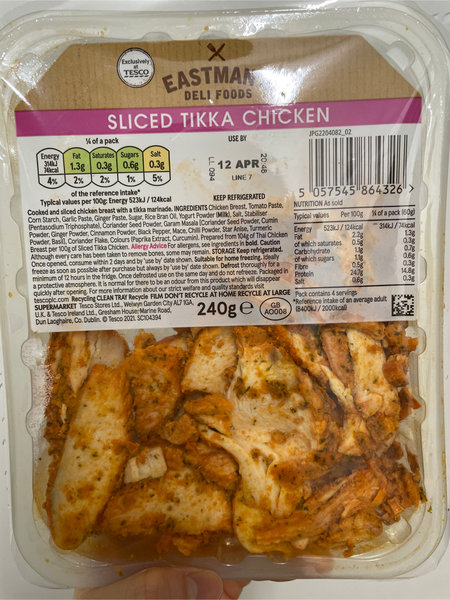 Exclusively
at
TESCO
EASTMAN
DELI FOODS
SLICED TIKKA CHICKEN
¼ of a pack
Energy 314kJ 74kcal 4%
Fat 1.3g 2%
Saturates 0.3g 2%
Sugars 0.6g 1%
Salt 0.3g 5%
of the reference intake*
Typical values per 100g: Energy 523kJ / 124kcal
USE BY
12 APR
LL 094
20:48
LINE 7
JPG2204082_02
5 057545 864326
KEEP REFRIGERATED
Cooked and sliced chicken breast with a tikka marinade. INGREDIENTS Chicken Breast, Tomato Paste,
Corn Starch, Garlic Paste, Ginger Paste, Sugar, Rice Bran Oil, Yogurt Powder (Milk), Salt, Stabiliser
(Pentasodium Triphosphate), Coriander Seed Powder, Garam Masala (Coriander Seed Powder, Cumin
Powder, Ginger Powder, Cinnamon Powder, Black Pepper, Mace, Chilli Powder, Star Anise, Turmeric
Powder, Basil), Coriander Flake, Colours (Paprika Extract, Curcumin). Prepared from 104g of Thai Chicken
Breast per 100g of Sliced Tikka Chicken. Allergy Advice For allergens, see ingredients in bold. Caution
Although every care has been taken to remove bones, some may remain. STORAGE Keep refrigerated.
Once opened, consume within 2 days and by 'use by' date shown. Suitable for home freezing, ideally
freeze as soon as possible after purchase but always by 'use by' date shown. Defrost thoroughly for a
minimum of 12 hours in the fridge. Once defrosted use on the same day and do not refreeze. Packaged in
a protective atmosphere. It is normal for there to be an odour from this product which will disappear
quickly after opening. For more information about our strict welfare and quality standards visit
tescoplc.com. Recycling CLEAN TRAY Recycle FILM DON'T RECYCLE AT HOME RECYCLE AT LARGE
SUPERMARKET Tesco Stores Ltd., Welwyn Garden City AL7 1GA,
U.K. & Tesco Ireland Ltd., Gresham House, Marine Road,
Dun Laoghaire, Co. Dublin. © Tesco 2021. SC104394
240g e
GB
AO008
NUTRITION As sold
Typical values Per 100g ¼ of a pack (60g)
Energy 523kJ / 124kcal 314kJ / 74kcal
Fat 2.2g 1.3g
of which saturates 0.5g 0.3g
Carbohydrate 1.1g 0.7g
of which sugars 1.1g 0.6g
Fibre 0.5g 0.3g
Protein 24.7g 14.8g
Salt 0.6g 0.3g
Pack contains 4 servings
*Reference intake of an average adult
(8400kJ / 2000kcal)